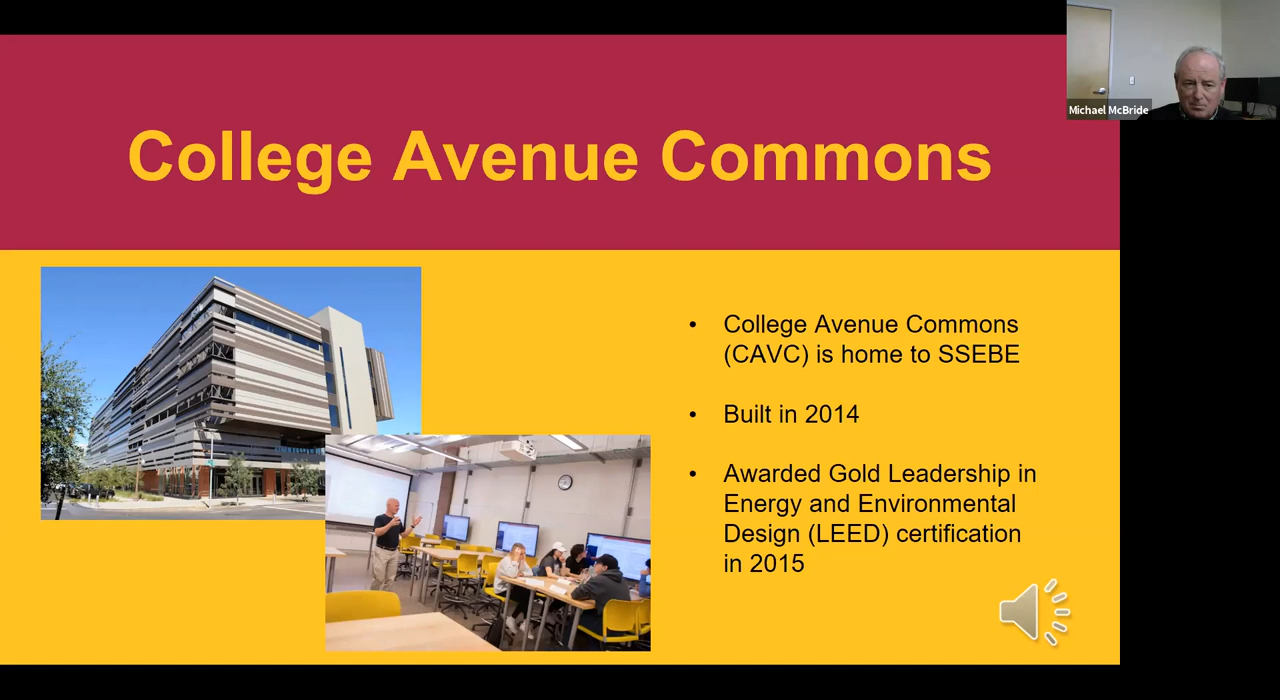 Michael McBride
College Avenue Commons
• College Avenue Commons
(CAVC) is home to SSEBE
• Built in 2014
• Awarded Gold Leadership in
Energy and Environmental
Design (LEED) certification
in 2015